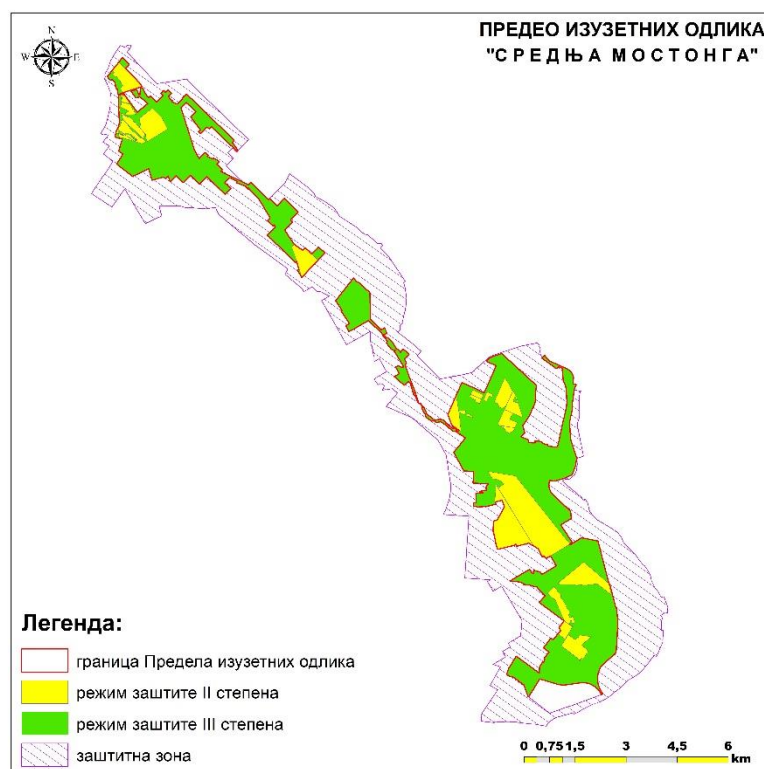 ПРЕДЕО ИЗУЗЕТНИХ ОДЛИКА
"СРЕДЊА МОСТОНГА"
N
W E
S
Легенда:
граница Предела изузетних одлика
режим заштите II степена
режим заштите III степена
заштитна зона
0 0,75 1,5 3 4,5 6
km